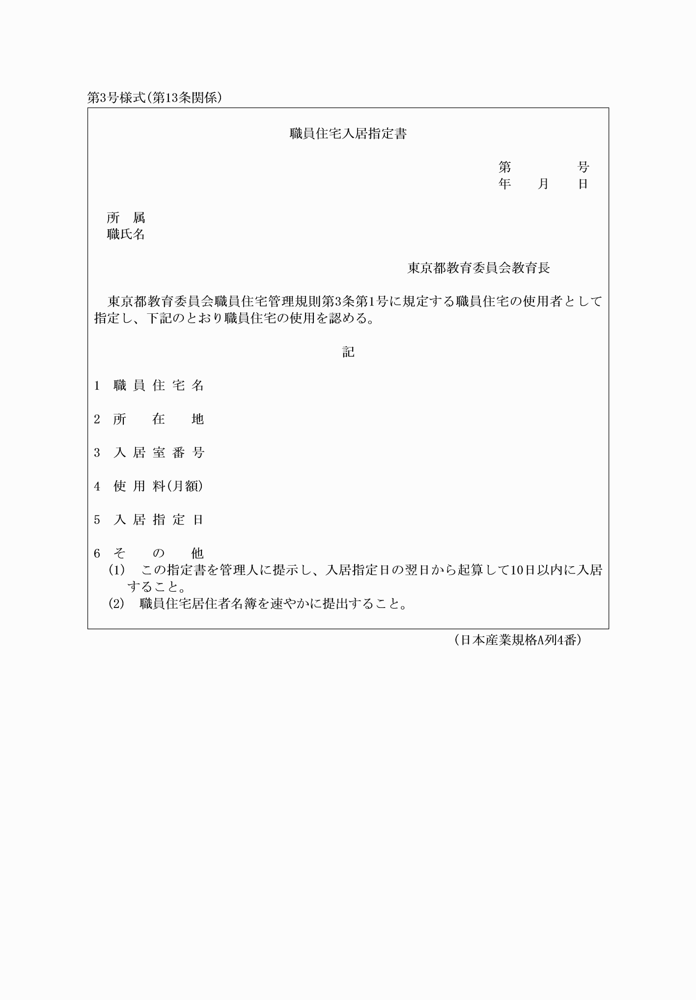 第3号様式(第13条関係)
職員住宅入居指定書
第　　　　　号
年　　月　　日
所　属
職氏名
東京都教育委員会教育長
　東京都教育委員会職員住宅管理規則第3条第1号に規定する職員住宅の使用者として
指定し、下記のとおり職員住宅の使用を認める。
記
1　職 員 住 宅 名
2　所　　在　　地
3　入 居 室 番 号
4　使 用 料(月額)
5　入 居 指 定 日
6　そ　　の　　他
(1)　この指定書を管理人に提示し、入居指定日の翌日から起算して10日以内に入居
すること。
(2)　職員住宅居住者名簿を速やかに提出すること。
(日本産業規格A列4番)